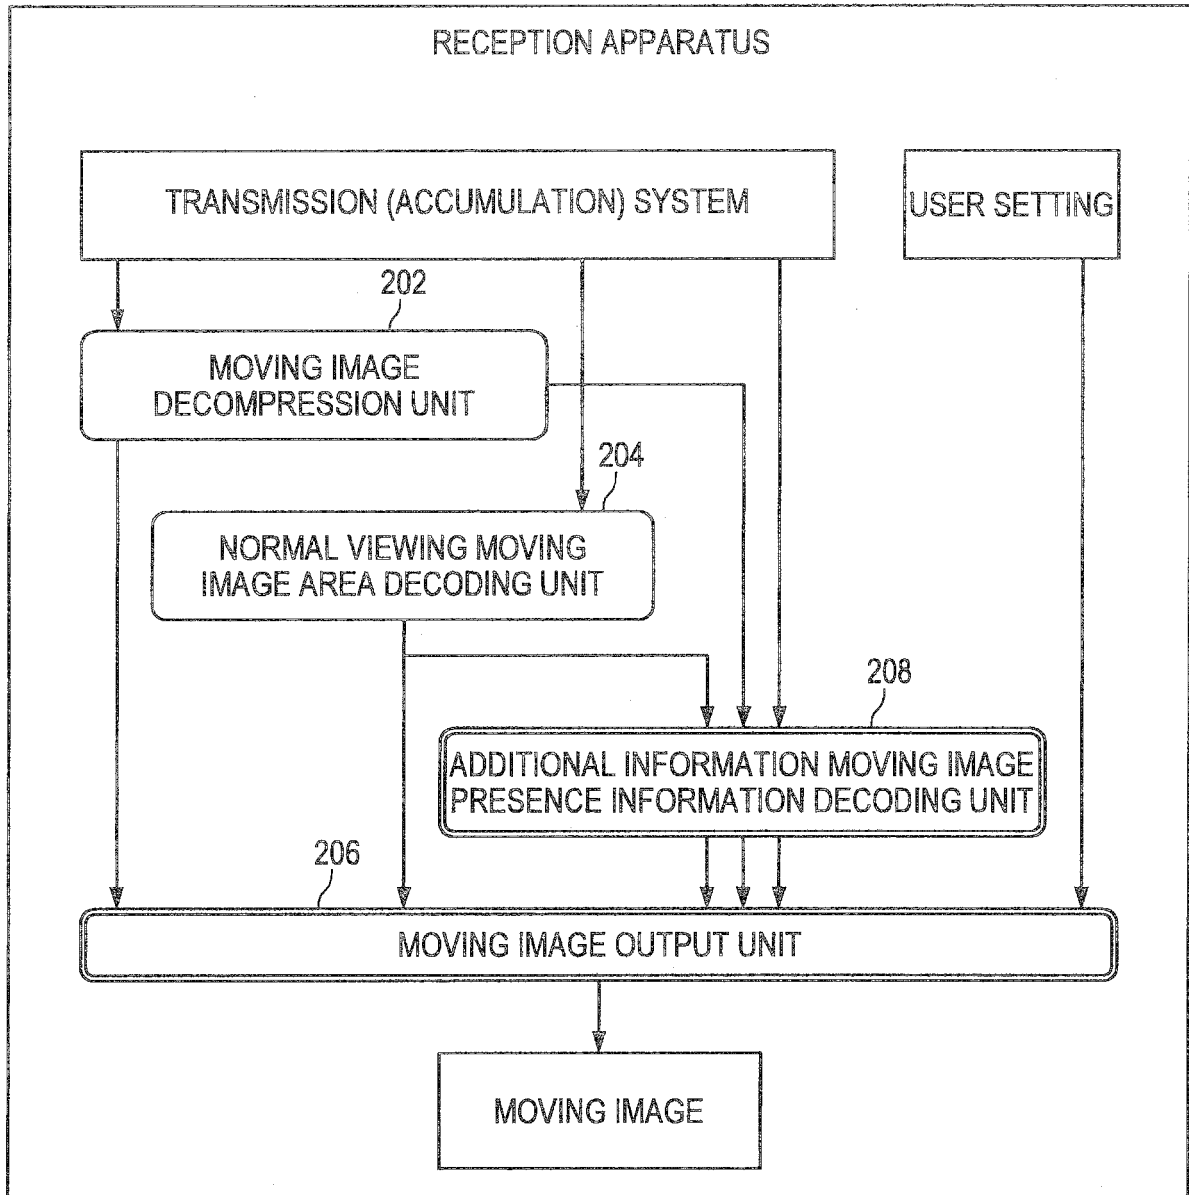 RECEPTION APPARATUS
TRANSMISSION (ACCUMULATION) SYSTEM
USER SETTING
202
MOVING IMAGE
DECOMPRESSION UNIT
204
NORMAL VIEWING MOVING
IMAGE AREA DECODING UNIT
208
ADDITIONAL INFORMATION MOVING IMAGE
PRESENCE INFORMATION DECODING UNIT
206
MOVING IMAGE OUTPUT UNIT
MOVING IMAGE